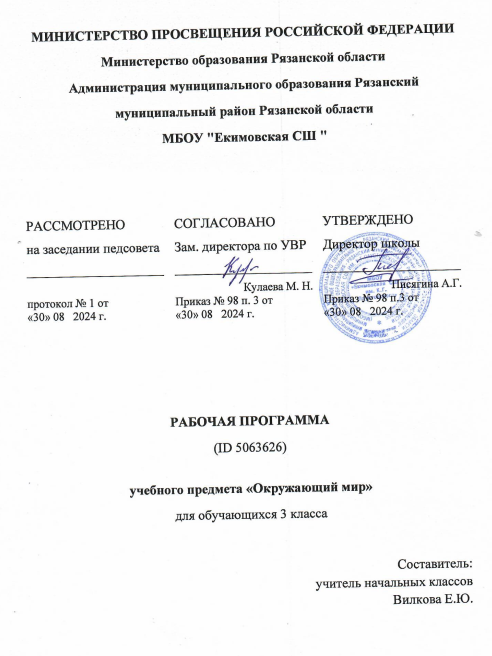 МИНИСТЕРСТВО ПРОСВЕЩЕНИЯ РОССИЙСКОЙ ФЕДЕРАЦИИ
Министерство образования Рязанской области
Администрация муниципального образования Рязанский
муниципальный район Рязанской области
МБОУ "Екимовская СШ "
РАССМОТРЕНО
на заседании педсовета
протокол № 1 от
«30» 08 2024 г.
СОГЛАСОВАНО
Зам. директора по УВР
Кулаева М. Н.
Приказ № 98 п. 3 от
«30» 08 2024 г.
УТВЕРЖДЕНО
Директор школы
Писягина А.Г.
Приказ № 98 п.3 от
«30» 08 2024 г.
РАБОЧАЯ ПРОГРАММА
(ID 5063626)
учебного предмета «Окружающий мир»
для обучающихся 3 класса
Составитель:
учитель начальных классов
Вилкова Е.Ю.